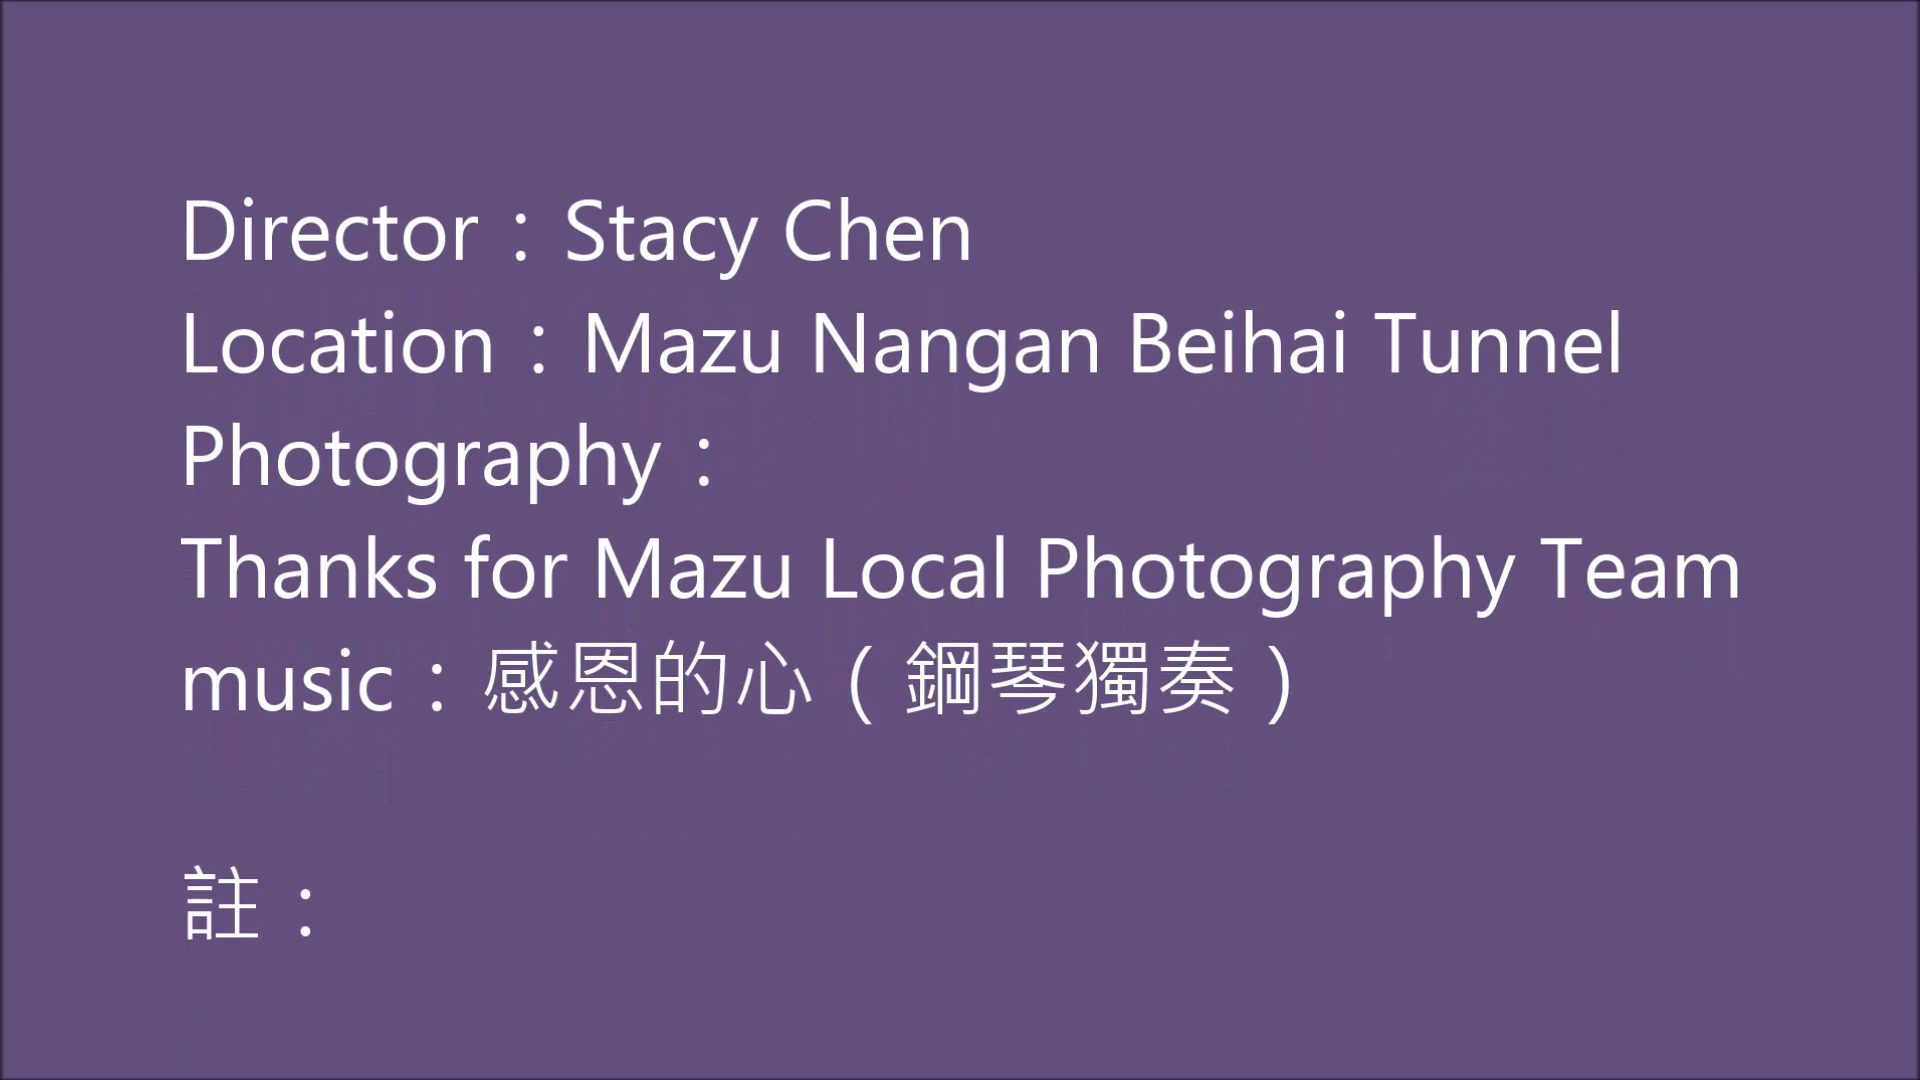 Director：Stacy Chen
Location：Mazu Nangan Beihai Tunnel
Photography：
Thanks for Mazu Local Photography Team
music：感恩的心（鋼琴獨奏）
註：